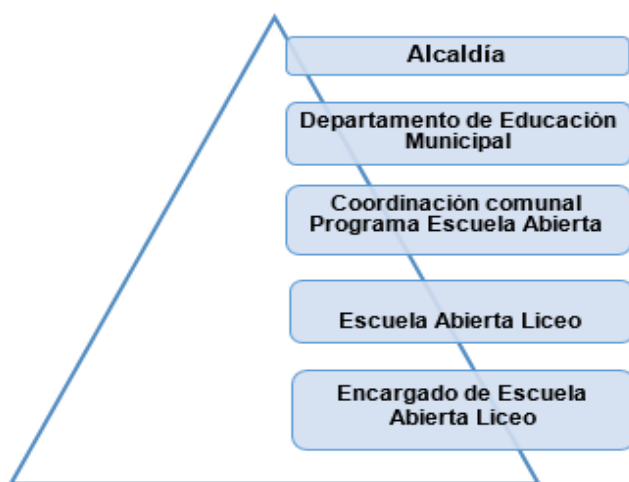 Alcaldía
Departamento de Educación
Municipal
Coordinación comunal
Programa Escuela Abierta
Escuela Abierta Liceo
Encargado de Escuela
Abierta Liceo